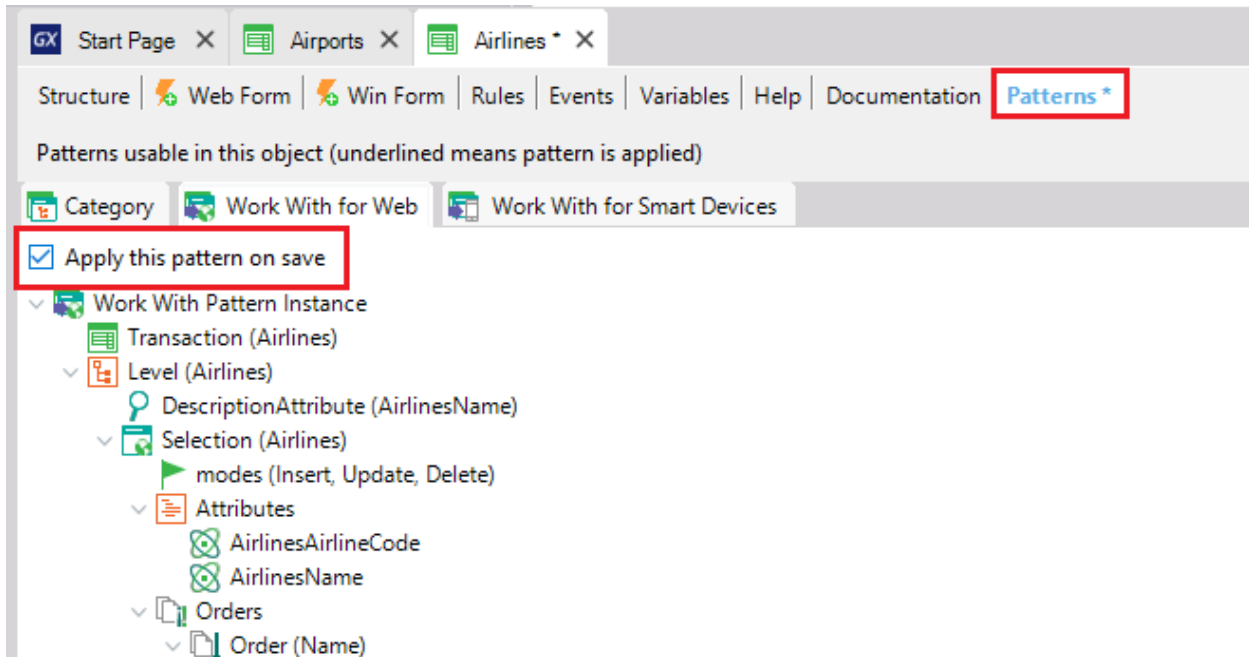 GX Start Page Airports Airlines *
Structure Web Form Win Form Rules Events Variables Help Documentation Patterns *
Patterns usable in this object (underlined means pattern is applied)
Category Work With for Web Work With for Smart Devices
Apply this pattern on save
Work With Pattern Instance
Transaction (Airlines)
Level (Airlines)
DescriptionAttribute (AirlinesName)
Selection (Airlines)
modes (Insert, Update, Delete)
Attributes
AirlinesAirlineCode
AirlinesName
Orders
Order (Name)